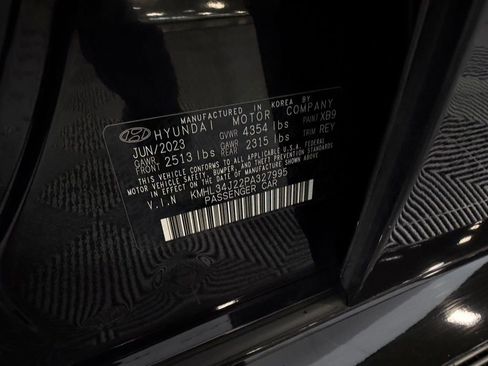 MANUFACTURED IN KOREA BY
HYUNDAI MOTOR COMPANY
JUN/2023 GVWR 4354 lbs PAINT XB9
GAWR FRONT 2513 lbs GAWR REAR 2315 lbs TRIM REY
THIS VEHICLE CONFORMS TO ALL APPLICABLE U.S. FEDERAL
MOTOR VEHICLE SAFETY, BUMPER, AND THEFT PREVENTION STANDARDS
IN EFFECT ON THE DATE OF MANUFACTURE SHOWN ABOVE.
V.I.N KMHL34J22PA327995
PASSENGER CAR